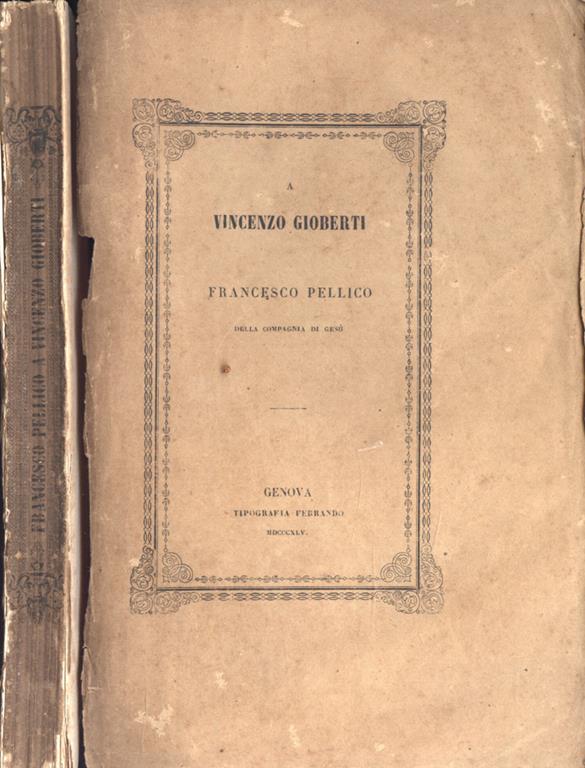 FRANCESCO PELLICO A VINCENZO GIOBERTI
A
VINCENZO GIOBERTI
FRANCESCO PELLICO
DELLA COMPAGNIA DI GESÙ
GENOVA
TIPOGRAFIA FERRANDO
MDCCCXLV.